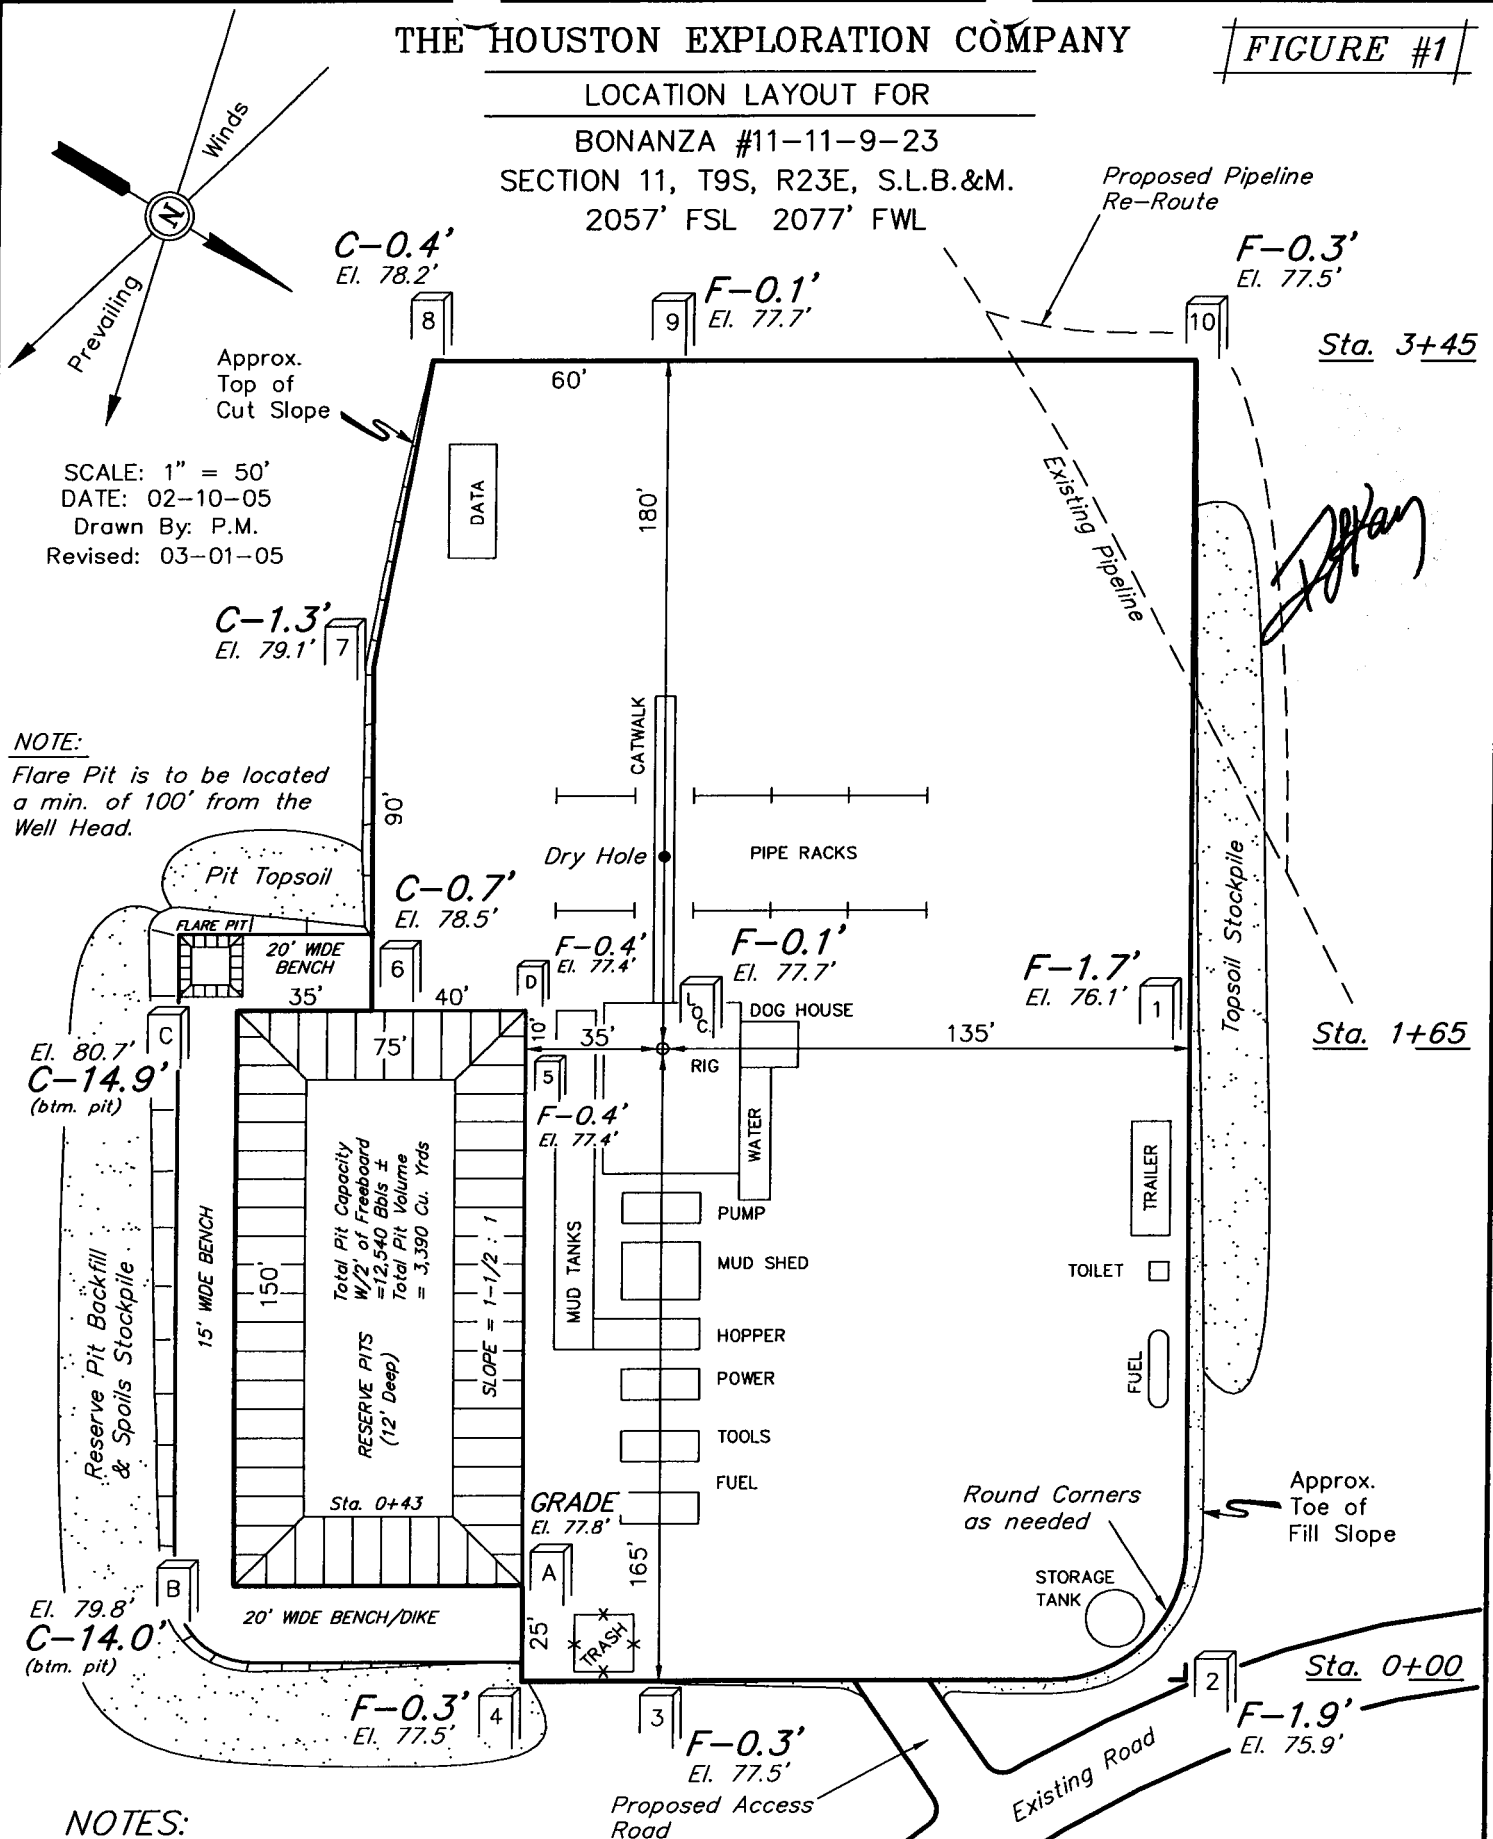 THE HOUSTON EXPLORATION COMPANY
FIGURE #1
LOCATION LAYOUT FOR
BONANZA #11-11-9-23
SECTION 11, T9S, R23E, S.L.B.&M.
2057' FSL 2077' FWL
Winds
N
Prevailing
Proposed Pipeline
Re-Route
C-0.4'
El. 78.2'
8
F-0.1'
El. 77.7'
9
F-0.3'
El. 77.5'
10
Sta. 3+45
Approx.
Top of
Cut Slope
60'
SCALE: 1" = 50'
DATE: 02-10-05
Drawn By: P.M.
Revised: 03-01-05
DATA
180'
Existing Pipeline
C-1.3'
El. 79.1'
7
NOTE:
Flare Pit is to be located
a min. of 100' from the
Well Head.
90'
CATWALK
Dry Hole
PIPE RACKS
Pit Topsoil
Topsoil Stockpile
C-0.7'
El. 78.5'
6
FLARE PIT
20' WIDE
BENCH
35'
40'
D
F-0.4'
El. 77.4'
F-0.1'
El. 77.7'
LOC.
DOG HOUSE
F-1.7'
El. 76.1'
1
Sta. 1+65
C
El. 80.7'
C-14.9'
(btm. pit)
75'
10'
35'
135'
RIG
5
F-0.4'
El. 77.4'
WATER
TRAILER
Total Pit Capacity
W/2' of Freeboard
=12,540 Bbls ±
Total Pit Volume
= 3,390 Cu. Yrds
RESERVE PITS
(12' Deep)
SLOPE = 1-1/2 : 1
150'
15' WIDE BENCH
Reserve Pit Backfill
& Spoils Stockpile
MUD TANKS
PUMP
MUD SHED
HOPPER
POWER
TOOLS
FUEL
TOILET
FUEL
Sta. 0+43
GRADE
El. 77.8'
A
165'
25'
TRASH
Round Corners
as needed
STORAGE
TANK
Approx.
Toe of
Fill Slope
B
El. 79.8'
C-14.0'
(btm. pit)
20' WIDE BENCH/DIKE
F-0.3'
El. 77.5'
4
3
F-0.3'
El. 77.5'
2
Sta. 0+00
F-1.9'
El. 75.9'
Existing Road
Proposed Access
Road
NOTES: